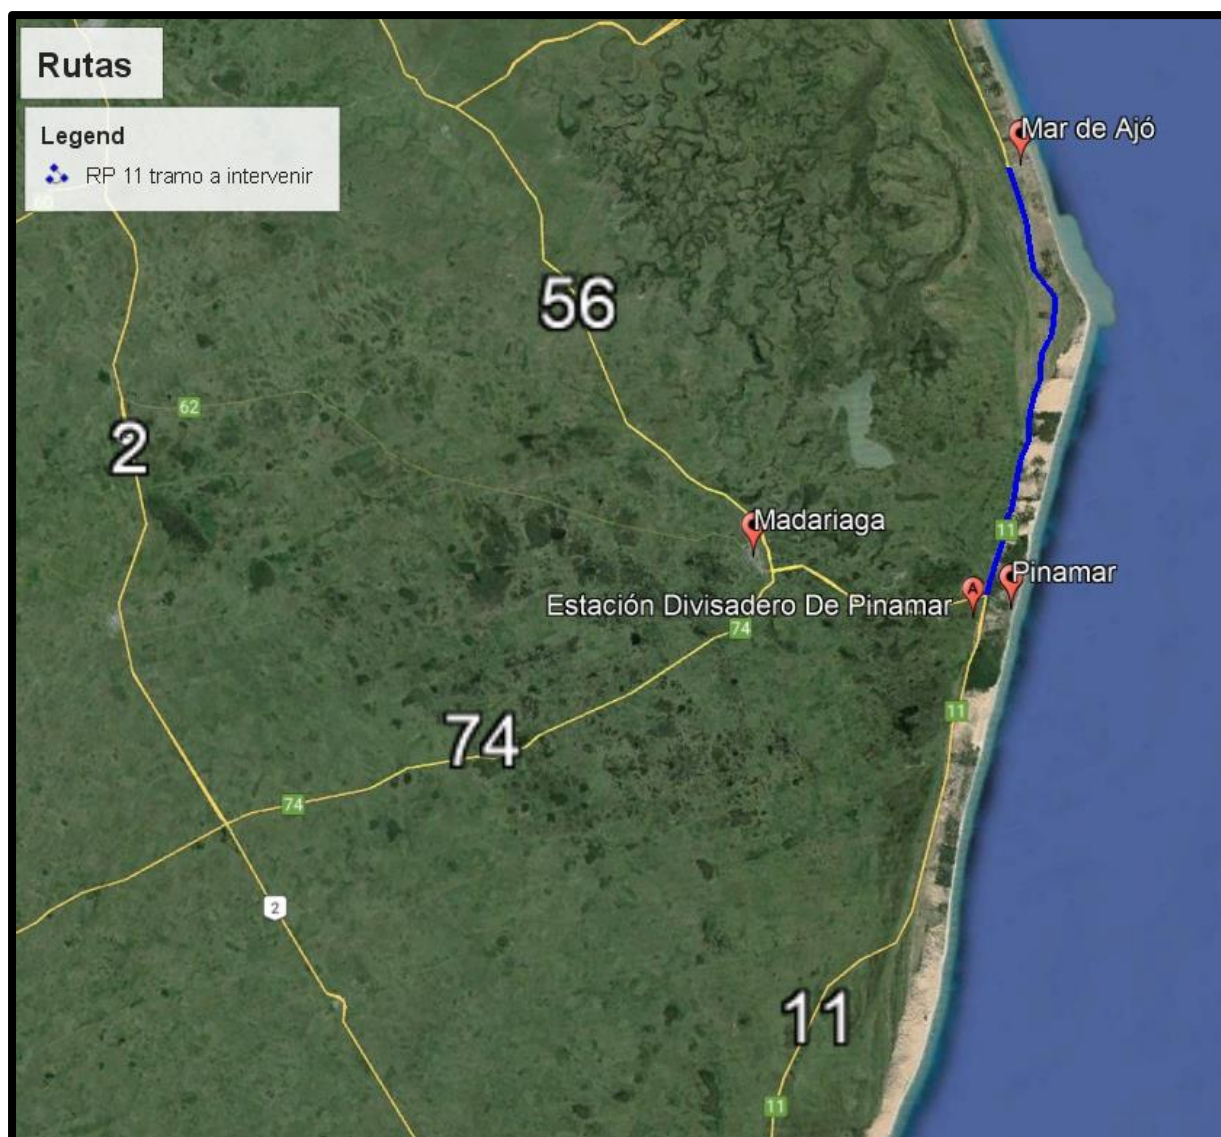 Rutas
Legend
RP 11 tramo a intervenir
60
Mar de Ajó
56
62
2
Madariaga
11
Pinamar
A
Estación Divisadero De Pinamar
74
11
74
74
2
11
11